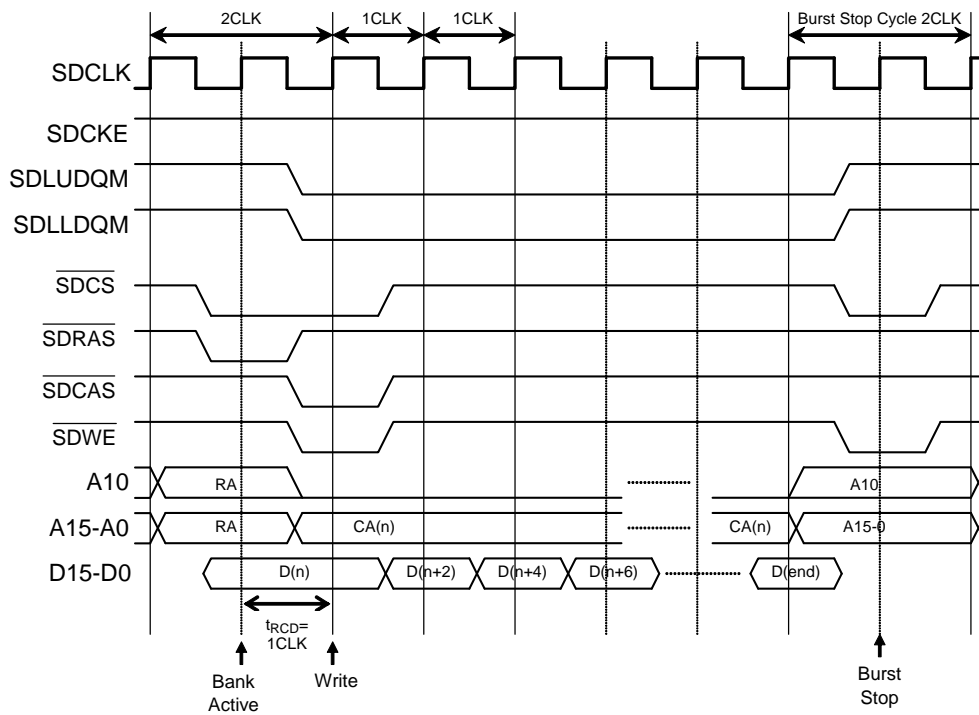 2CLK 1CLK 1CLK Burst Stop Cycle 2CLK
SDCLK
SDCKE
SDLUDQM
SDLLDQM
SDCS
SDRAS
SDCAS
SDWE
A10 RA A10
A15-A0 RA CA(n) CA(n) A15-0
D15-D0 D(n) D(n+2) D(n+4) D(n+6) D(end)
tRCD=
1CLK
Bank
Active
Write
Burst
Stop